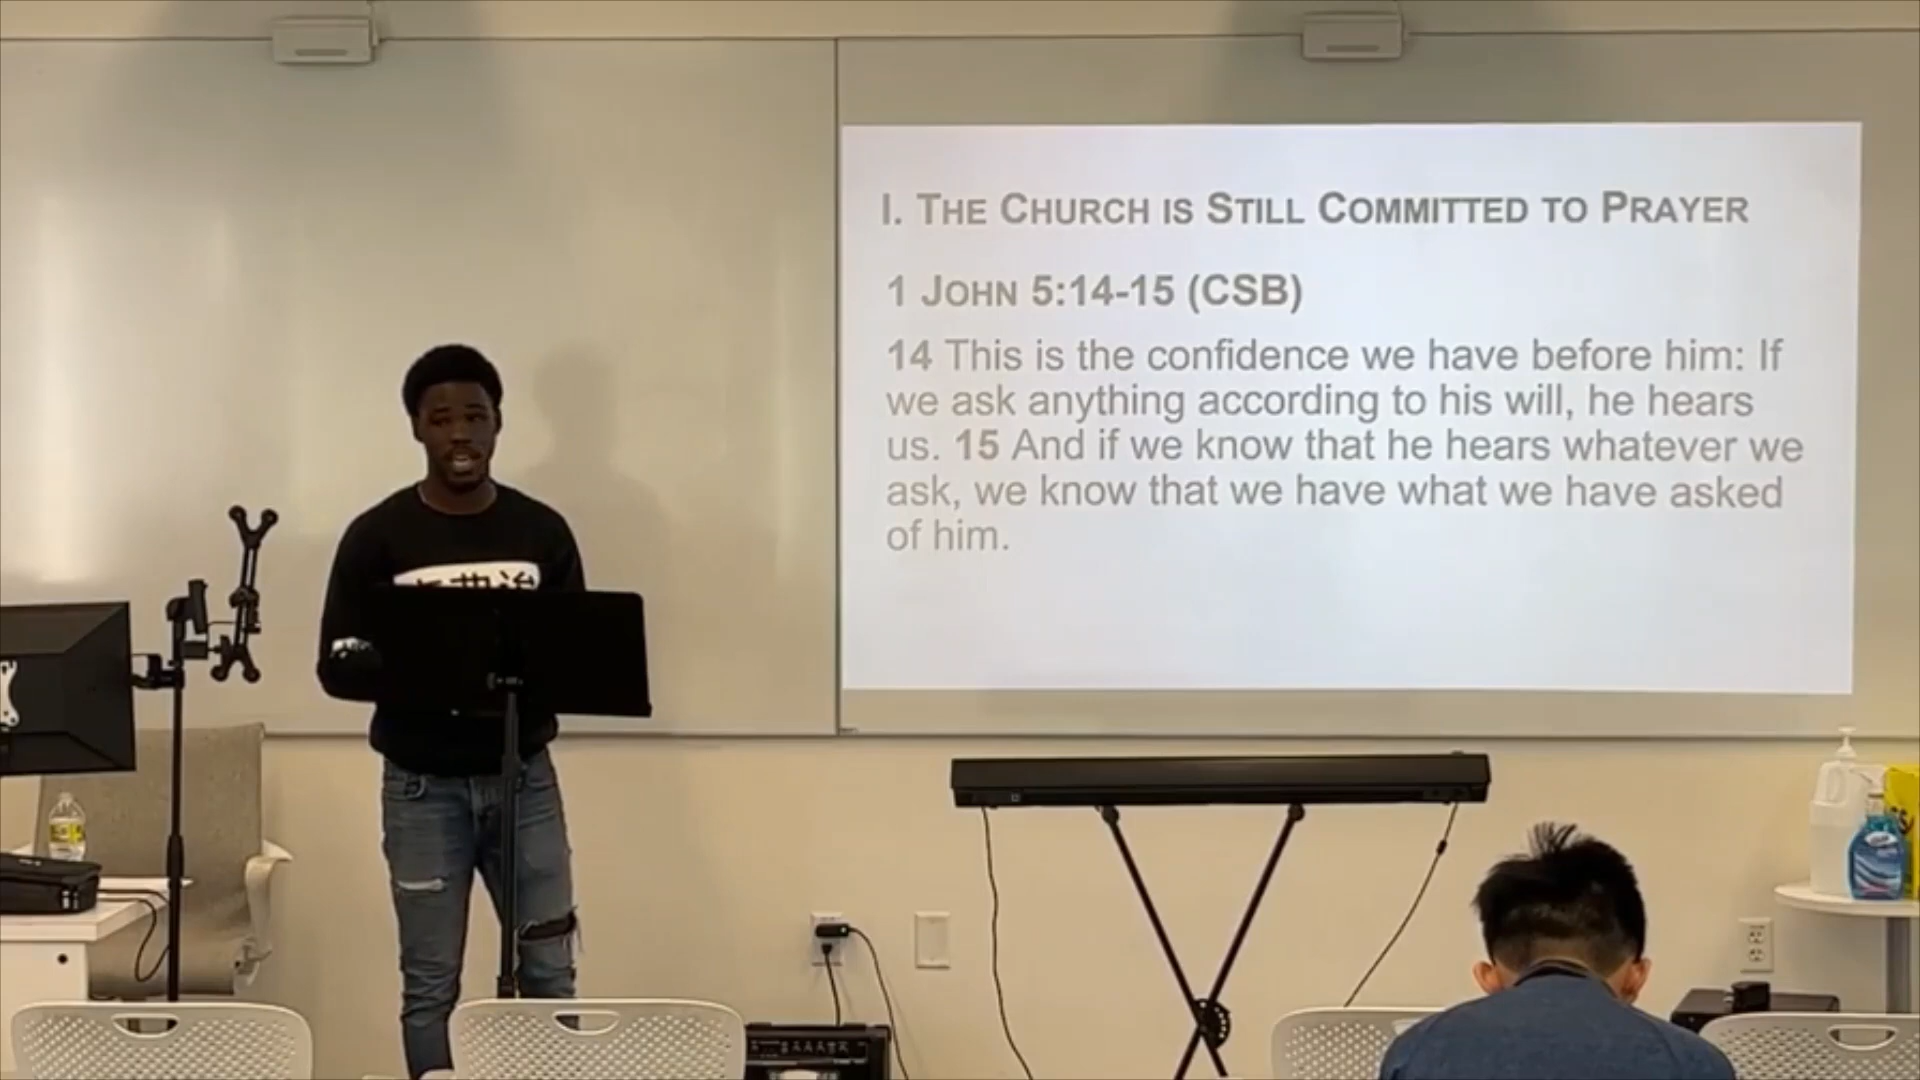 I. THE CHURCH IS STILL COMMITTED TO PRAYER
1 JOHN 5:14-15 (CSB)
14 This is the confidence we have before him: If
we ask anything according to his will, he hears
us. 15 And if we know that he hears whatever we
ask, we know that we have what we have asked
of him.